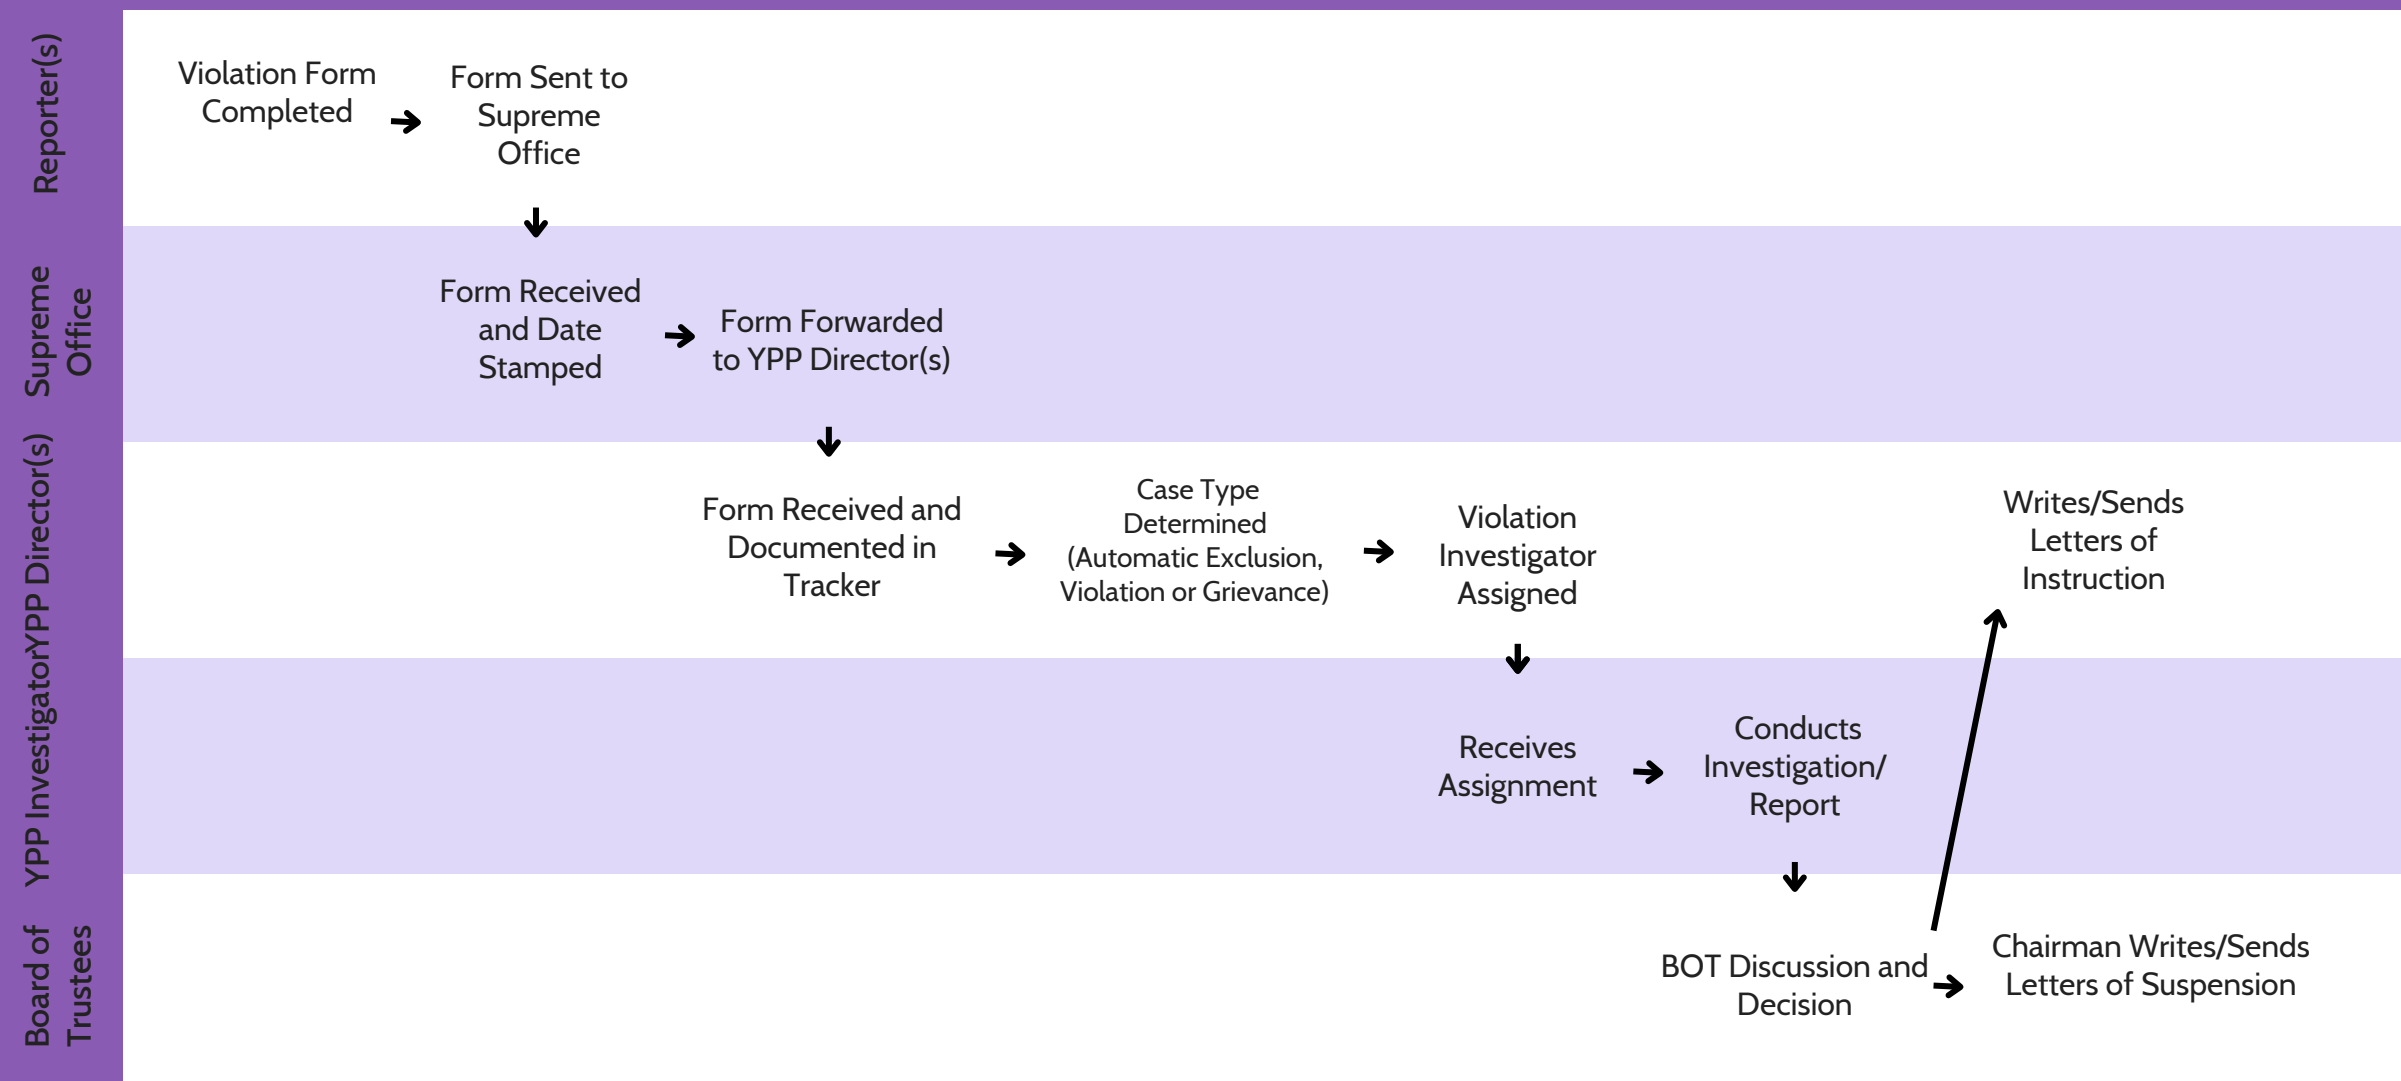 Reporter(s)
Violation Form
Completed
Form Sent to
Supreme
Office
Supreme
Office
Form Received
and Date
Stamped
Form Forwarded
to YPP Director(s)
YPP Director(s)
Form Received and
Documented in
Tracker
Case Type
Determined
(Automatic Exclusion,
Violation or Grievance)
Violation
Investigator
Assigned
Writes/Sends
Letters of
Instruction
YPP Investigator
Receives
Assignment
Conducts
Investigation/
Report
Board of
Trustees
BOT Discussion and
Decision
Chairman Writes/Sends
Letters of Suspension